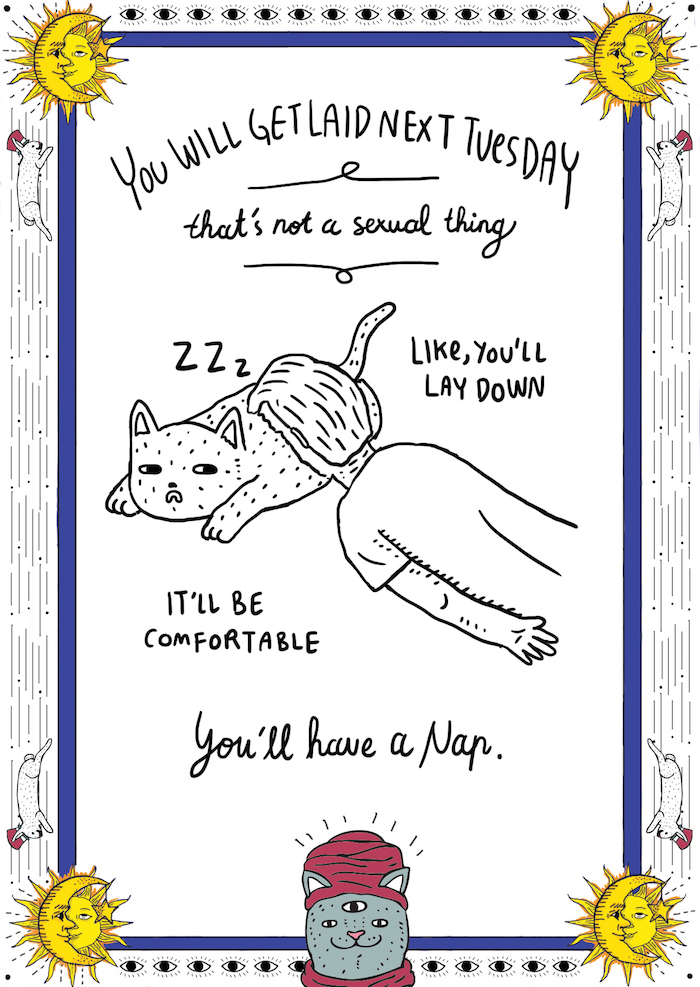 YOU WILL GET LAID NEXT TUESDAY
that's not a sexual thing
ZZz
LIKE, YOU'LL
LAY DOWN
IT'LL BE
COMFORTABLE
You'll have a Nap.